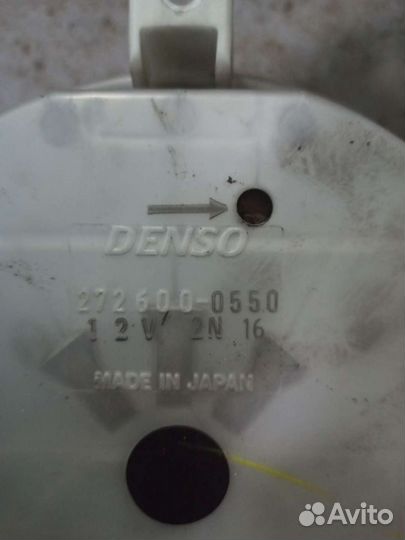 DENSO
272600-0550
12V 2N 16
MADE IN JAPAN
Avito